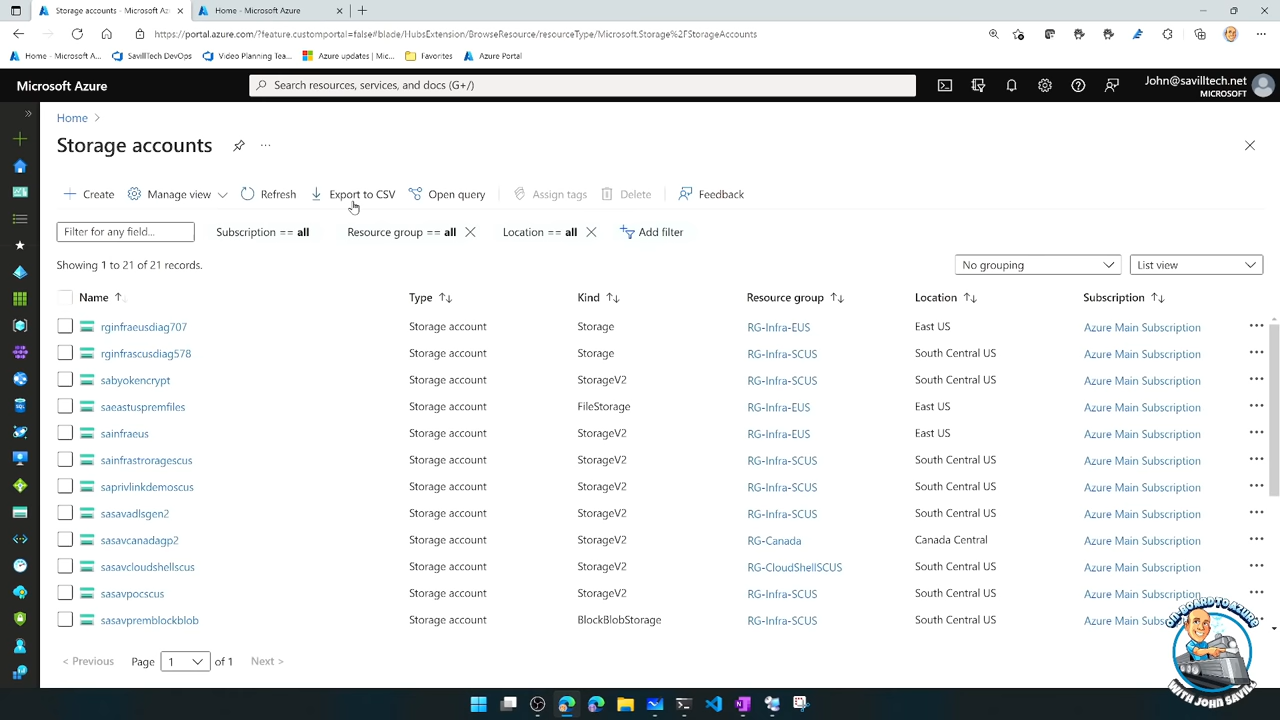 Storage accounts - Microsoft Az
Home - Microsoft Azure
https://portal.azure.com/?feature.customportal=false#blade/HubsExtension/BrowseResource/resourceType/Microsoft.Storage%2FStorageAccounts
Home - Microsoft A...
SavillTech DevOps
Video Planning Tea...
Azure updates | Mic...
Favorites
Azure Portal
Microsoft Azure
Search resources, services, and docs (G+/)
John@savilltech.net
MICROSOFT
Home >
Storage accounts
Create
Manage view
Refresh
Export to CSV
Open query
Assign tags
Delete
Feedback
Filter for any field...
Subscription == all
Resource group == all
Location == all
Add filter
Showing 1 to 21 of 21 records.
No grouping
List view
Name Type Kind Resource group Location Subscription
rginfraeusdiag707 Storage account Storage RG-Infra-EUS East US Azure Main Subscription
rginfrascusdiag578 Storage account Storage RG-Infra-SCUS South Central US Azure Main Subscription
sabyokencrypt Storage account StorageV2 RG-Infra-SCUS South Central US Azure Main Subscription
saeastuspremfiles Storage account FileStorage RG-Infra-EUS East US Azure Main Subscription
sainfraeus Storage account StorageV2 RG-Infra-EUS East US Azure Main Subscription
sainfrastroragescus Storage account StorageV2 RG-Infra-SCUS South Central US Azure Main Subscription
saprivlinkdemoscus Storage account StorageV2 RG-Infra-SCUS South Central US Azure Main Subscription
sasavadlsgen2 Storage account StorageV2 RG-Infra-SCUS South Central US Azure Main Subscription
sasavcanadagp2 Storage account StorageV2 RG-Canada Canada Central Azure Main Subscription
sasavcloudshellscus Storage account StorageV2 RG-CloudShellSCUS South Central US Azure Main Subscription
sasavpocscus Storage account StorageV2 RG-Infra-SCUS South Central US Azure Main Subscription
sasavpremblockblob Storage account BlockBlobStorage RG-Infra-SCUS South Central US Azure Main
< Previous
Page 1 of 1
Next >
ON-BOARD TO AZURE
WITH JOHN SAVILL